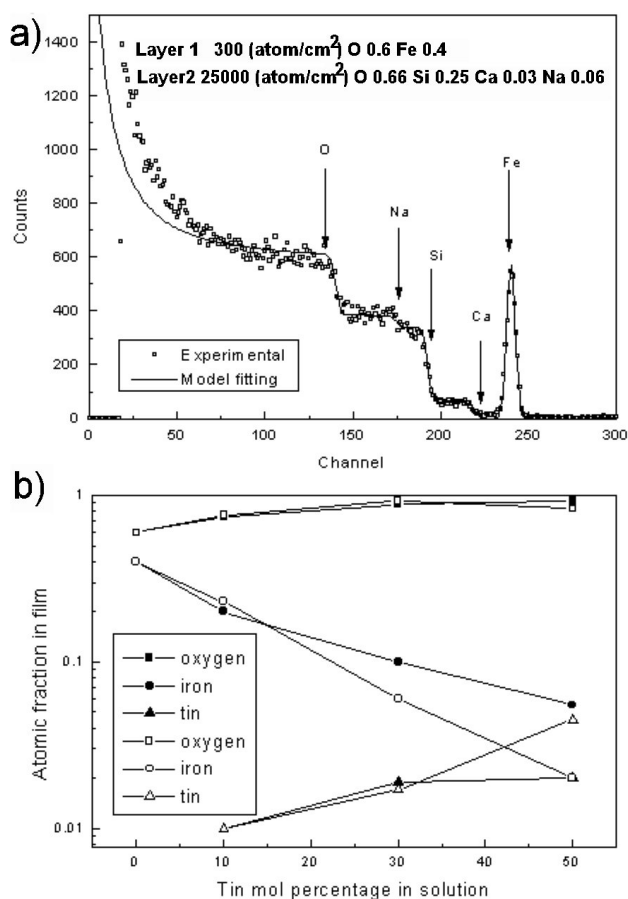 a)
Layer 1 300 (atom/cm²) O 0.6 Fe 0.4
Layer2 25000 (atom/cm²) O 0.66 Si 0.25 Ca 0.03 Na 0.06
1400
1200
1000
800
600
400
200
0
Counts
O
Na
Si
Ca
Fe
Experimental
Model fitting
0 50 100 150 200 250 300
Channel
b)
1
0.1
0.01
Atomic fraction in film
oxygen
iron
tin
oxygen
iron
tin
0 10 30 50
Tin mol percentage in solution